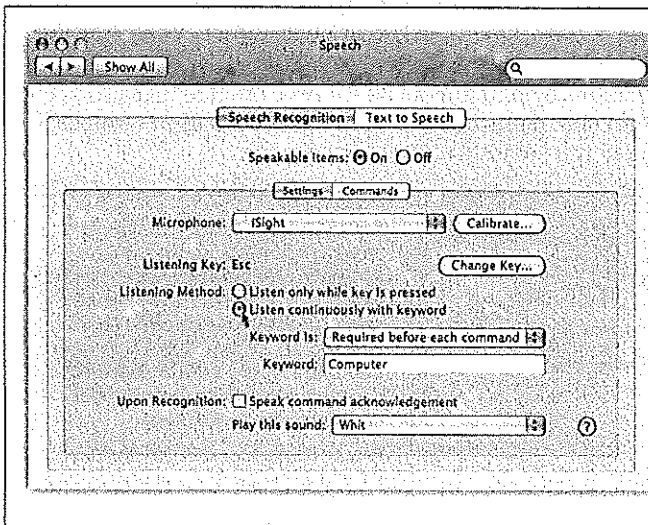 Speech
Show All
Speech Recognition Text to Speech
Speakable Items: On Off
Settings Commands
Microphone: iSight Calibrate...
Listening Key: Esc Change Key...
Listening Method: Listen only while key is pressed
Listen continuously with keyword
Keyword Is: Required before each command
Keyword: Computer
Upon Recognition: Speak command acknowledgement
Play this sound: Whit ?